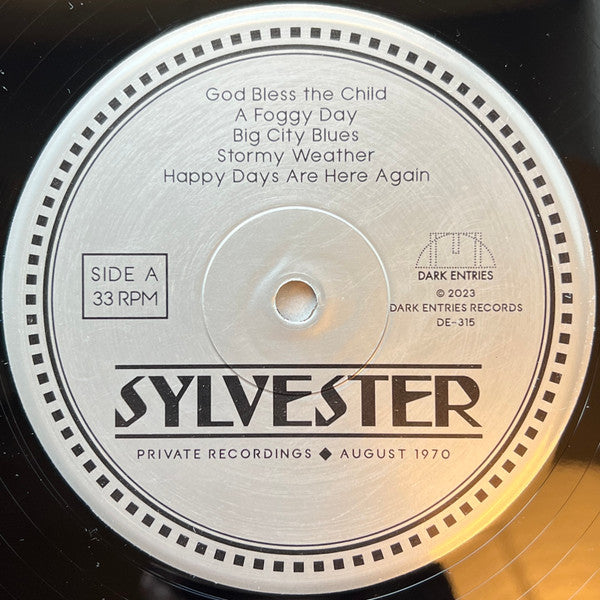 God Bless the Child
A Foggy Day
Big City Blues
Stormy Weather
Happy Days Are Here Again
SIDE A
33 RPM
DARK ENTRIES
© 2023
DARK ENTRIES RECORDS
DE-315
SYLVESTER
PRIVATE RECORDINGS ◆ AUGUST 1970